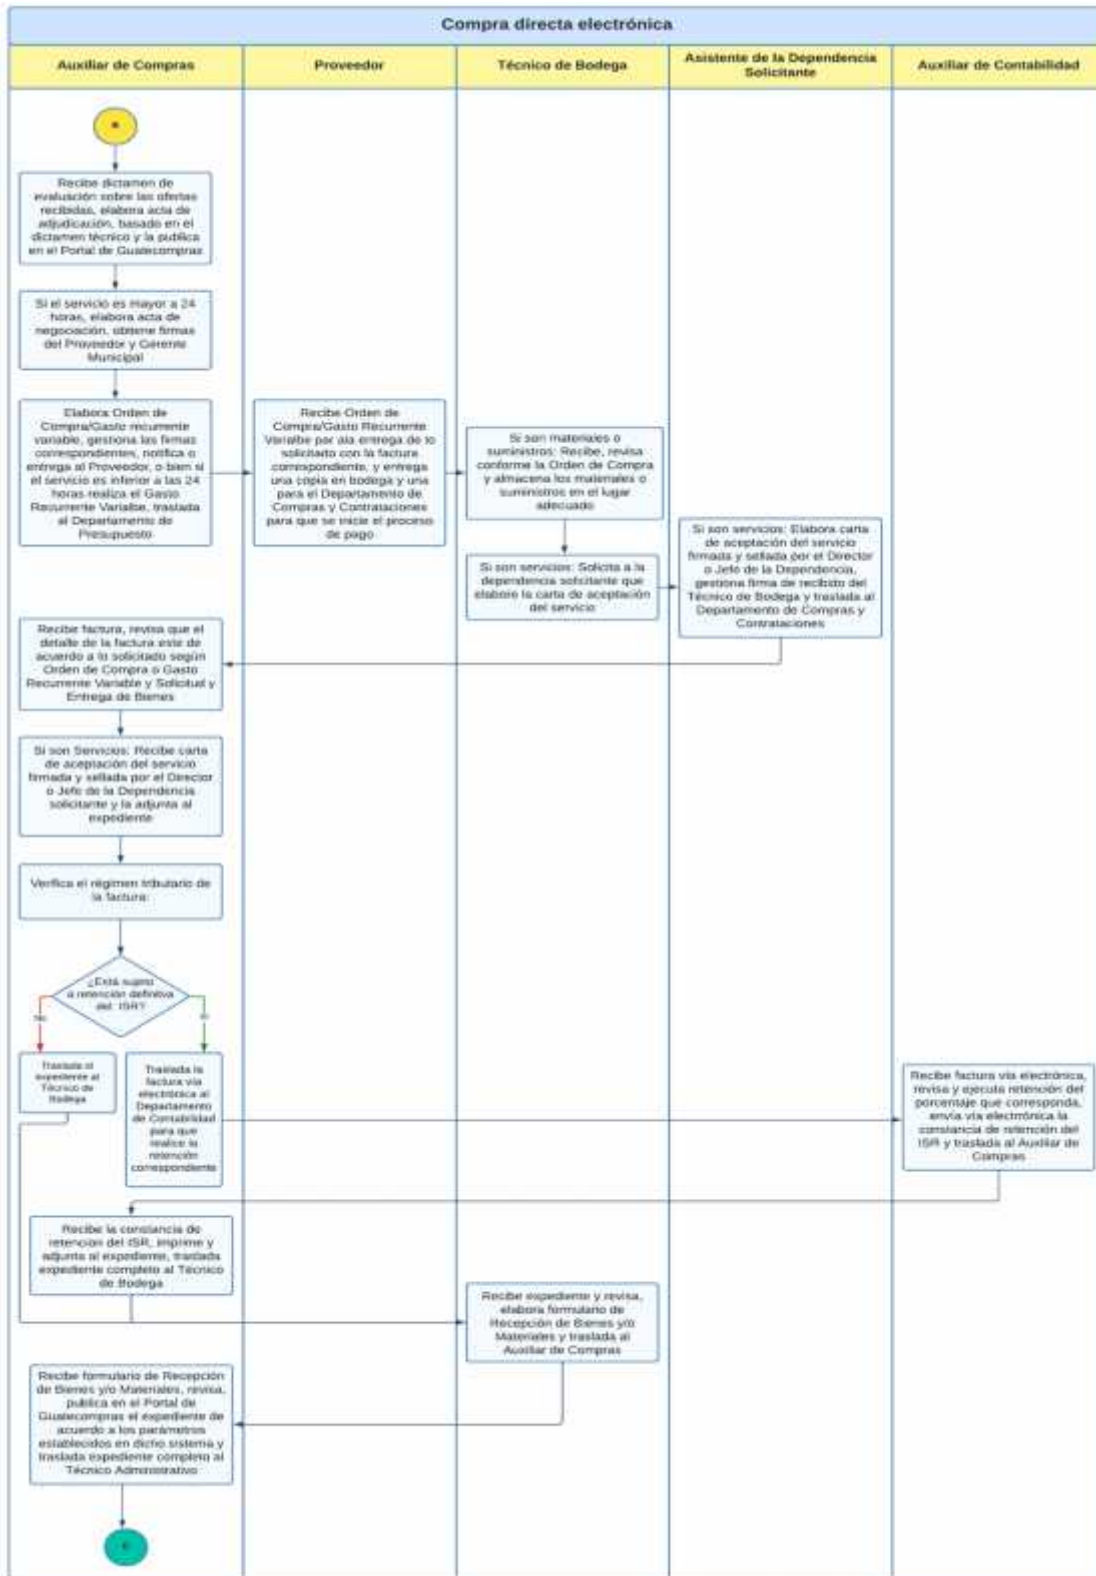 Compra directa electrónica
Auxiliar de Compras
Proveedor
Técnico de Bodega
Asistente de la Dependencia
Solicitante
Auxiliar de Contabilidad
Recibe dictamen de
evaluación sobre las ofertas
recibidas, elabora acta de
adjudicación, basado en el
dictamen técnico y la publica
en el Portal de Guatecompras
Si el servicio es mayor a 24
horas, elabora acta de
negociación, obtiene firmas
del Proveedor y Gerente
Municipal
Elabora Orden de
Compra/Gasto recurrente
variable, gestiona las firmas
correspondientes, notifica o
entrega al Proveedor, o bien si
el servicio es inferior a las 24
horas realiza el Gasto
Recurrente Varialbe, traslada
al Departamento de
Presupuesto
Recibe Orden de
Compra/Gasto Recurrente
Varialbe por ala entrega de lo
solicitado con la factura
correspondiente, y entrega
una copia en bodega y una
para el Departamento de
Compras y Contrataciones
para que se inicie el proceso
de pago
Si son materiales o
suministros: Recibe, revisa
conforme la Orden de Compra
y almacena los materiales o
suministros en el lugar
adecuado
Si son servicios: Solicita a la
dependencia solicitante que
elabore la carta de aceptación
del servicio
Si son servicios: Elabora carta
de aceptación del servicio
firmada y sellada por el Director
o Jefe de la Dependencia,
gestiona firma de recibido del
Técnico de Bodega y traslada al
Departamento de Compras y
Contrataciones
Recibe factura, revisa que el
detalle de la factura este de
acuerdo a lo solicitado según
Orden de Compra o Gasto
Recurrente Variable y Solicitud y
Entrega de Bienes
Si son Servicios: Recibe carta
de aceptación del servicio
firmada y sellada por el Director
o Jefe de la Dependencia
solicitante y la adjunta al
expediente
Verifica el régimen tributario de
la factura:
¿Está sujeto
a retención definitiva
del ISR?
No
Traslada el
expediente al
Técnico de
Bodega
Traslada la
factura vía
electrónica al
Departamento
de Contabilidad
para que
realice la
retención
correspondiente
Recibe factura vía electrónica,
revisa y ejecuta retención del
porcentaje que corresponda,
envía vía electrónica la
constancia de retención del
ISR y traslada al Auxiliar de
Compras
Recibe la constancia de
retencion del ISR, imprime y
adjunta al expediente, traslada
expediente completo al Técnico
de Bodega
Recibe expediente y revisa,
elabora formulario de
Recepción de Bienes y/o
Materiales y traslada al
Auxiliar de Compras
Recibe formulario de Recepción
de Bienes y/o Materiales, revisa,
publica en el Portal de
Guatecompras el expediente de
acuerdo a los parámetros
establecidos en dicho sistema y
traslada expediente completo al
Técnico Administrativo